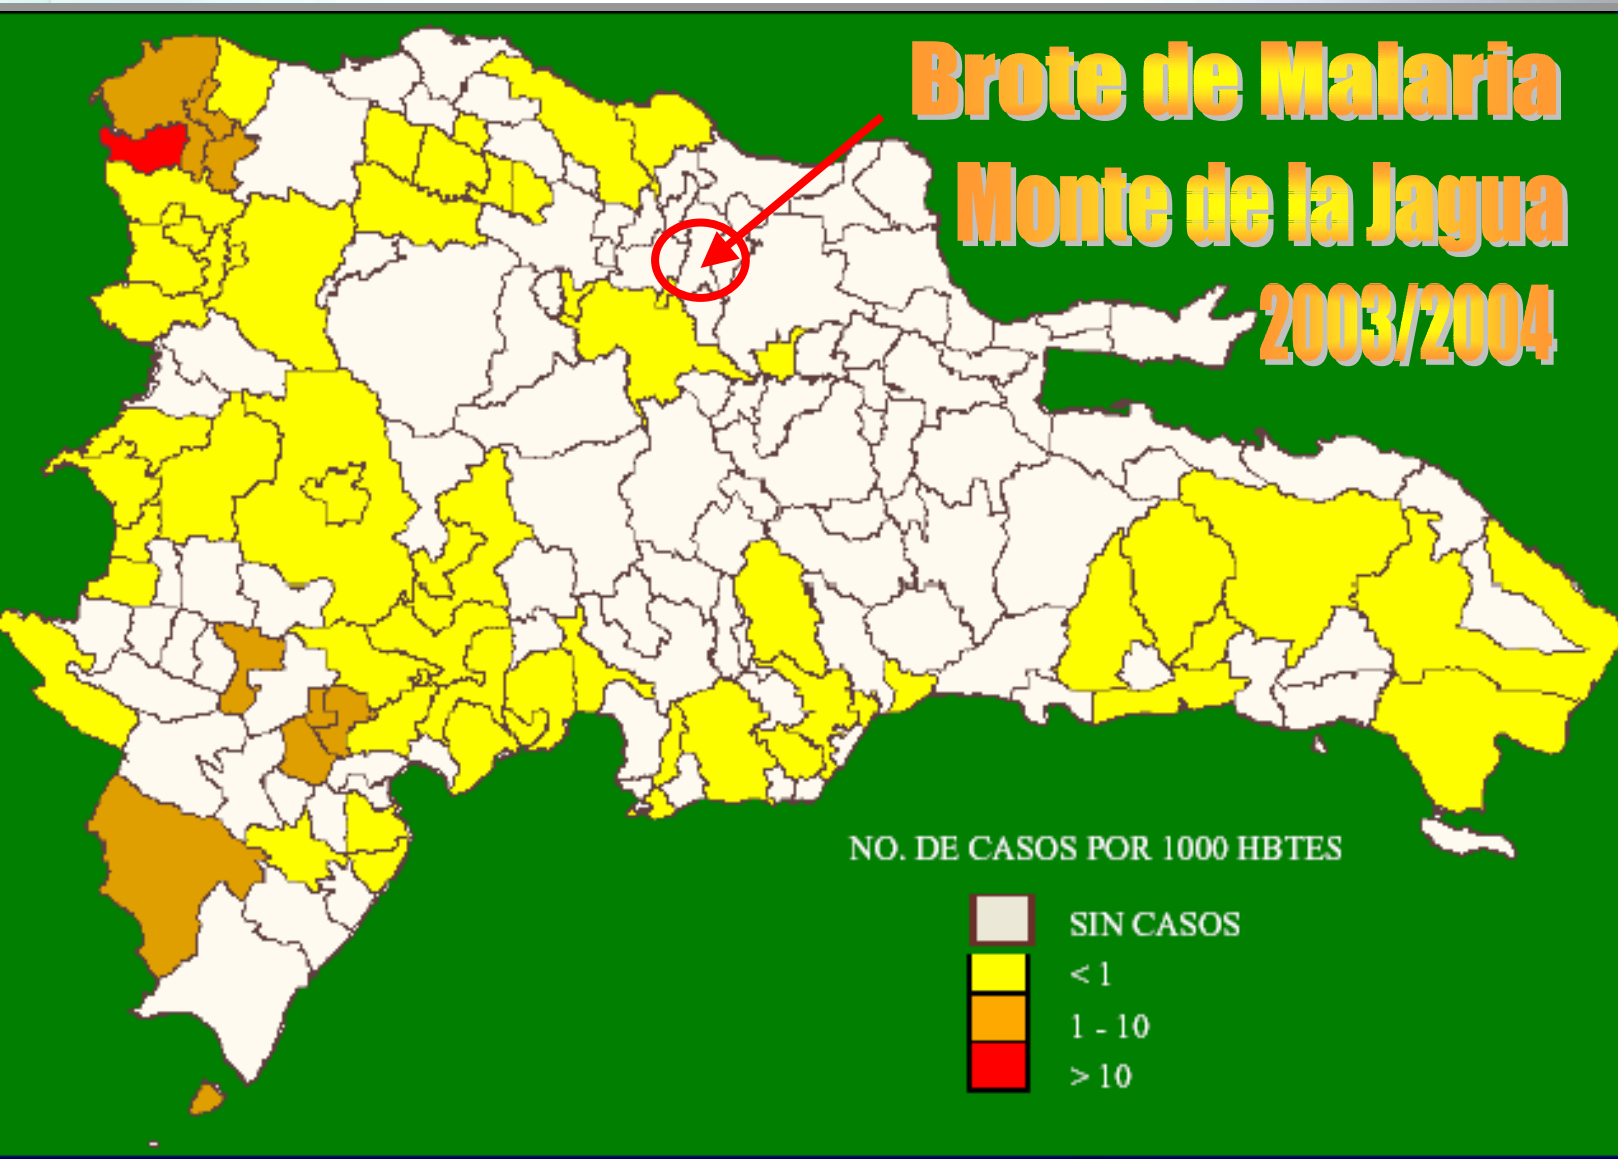 Brote de Malaria
Monte de la Jagua
2003/2004
NO. DE CASOS POR 1000 HBTES
SIN CASOS
< 1
1 - 10
> 10